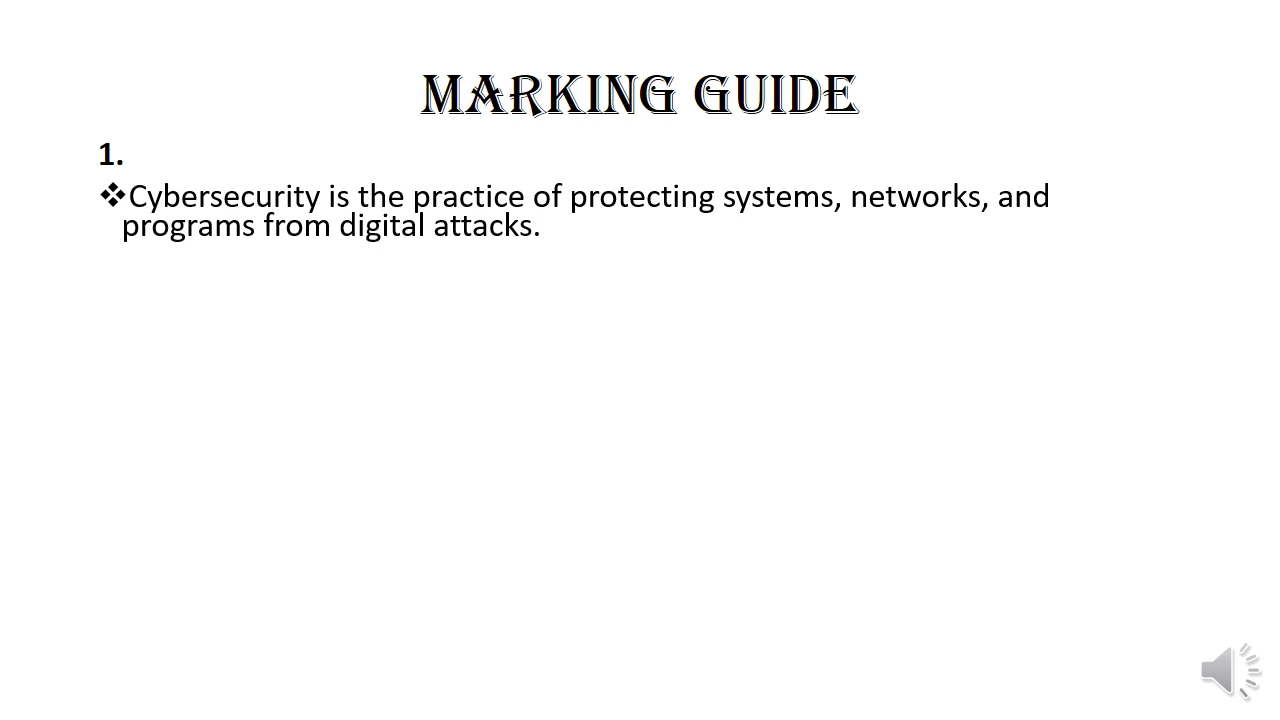 MARKING GUIDE
1.
❖Cybersecurity is the practice of protecting systems, networks, and
programs from digital attacks.